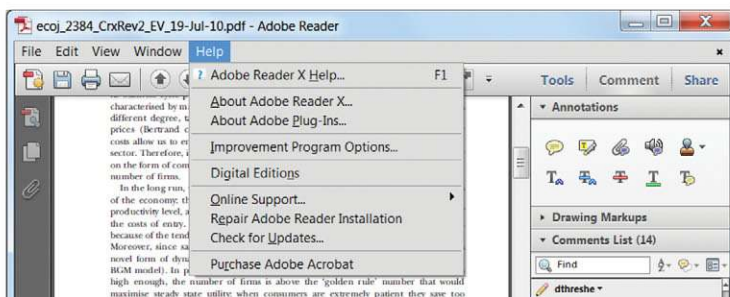 ecoj_2384_CrxRev2_EV_19-Jul-10.pdf - Adobe Reader
File Edit View Window Help
Tools Comment Share
Adobe Reader X Help... F1
About Adobe Reader X...
About Adobe Plug-Ins...
Improvement Program Options...
Digital Editions
Online Support...
Repair Adobe Reader Installation
Check for Updates...
Purchase Adobe Acrobat
characterised by m
different degree, t
prices (Bertrand c
costs allow us to e
sector. Therefore, i
on the form of com
number of firms.
In the long run,
of the economy; th
productivity level, a
the costs of entry.
because of the tend
Moreover, since sa
novel form of dyna
BGM model). In p
high enough, the number of firms is above the 'golden rule' number that would
maximise steady state utility: when consumers are extremely patient they save too
Annotations
Drawing Markups
Comments List (14)
Find
dthreshe